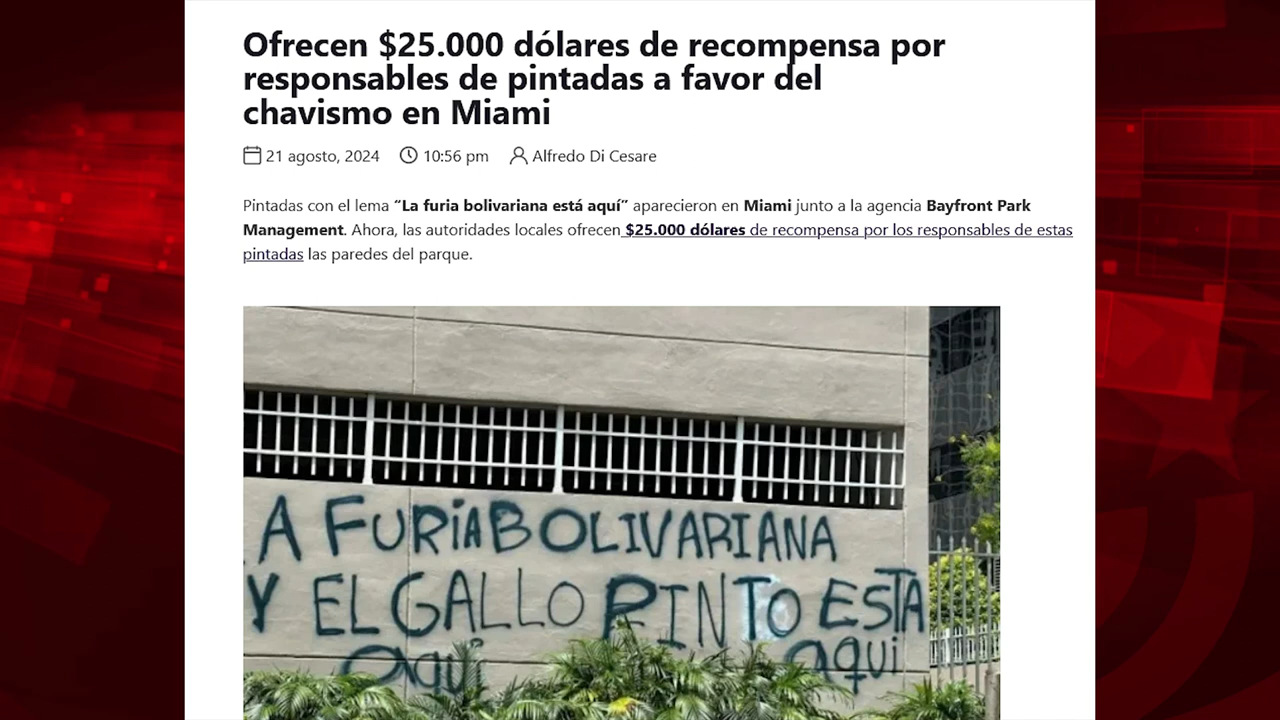 Ofrecen $25.000 dólares de recompensa por
responsables de pintadas a favor del
chavismo en Miami
21 agosto, 2024 10:56 pm Alfredo Di Cesare
Pintadas con el lema “La furia bolivariana está aquí” aparecieron en Miami junto a la agencia Bayfront Park
Management. Ahora, las autoridades locales ofrecen $25.000 dólares de recompensa por los responsables de estas
pintadas las paredes del parque.
A FURIA BOLIVARIANA
Y EL GALLO PINTO ESTA
aquí aquí